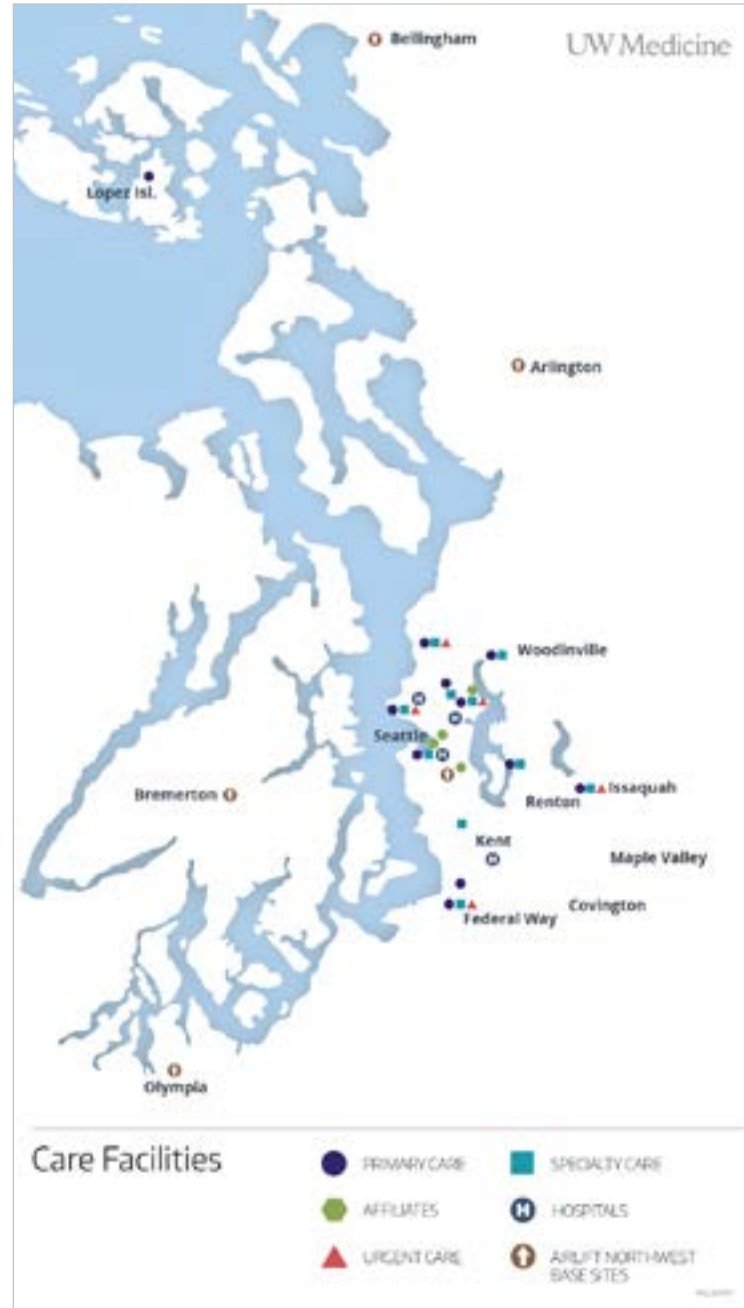 Bellingham
UW Medicine
Lopez Isl.
Arlington
Woodinville
H
H
Seattle
H
Bremerton
Issaquah
Renton
Kent
H
Maple Valley
Covington
Federal Way
Olympia
Care Facilities
PRIMARY CARE
SPECIALTY CARE
AFFILIATES
H HOSPITALS
URGENT CARE
AIRLIFT NORTHWEST
BASE SITES